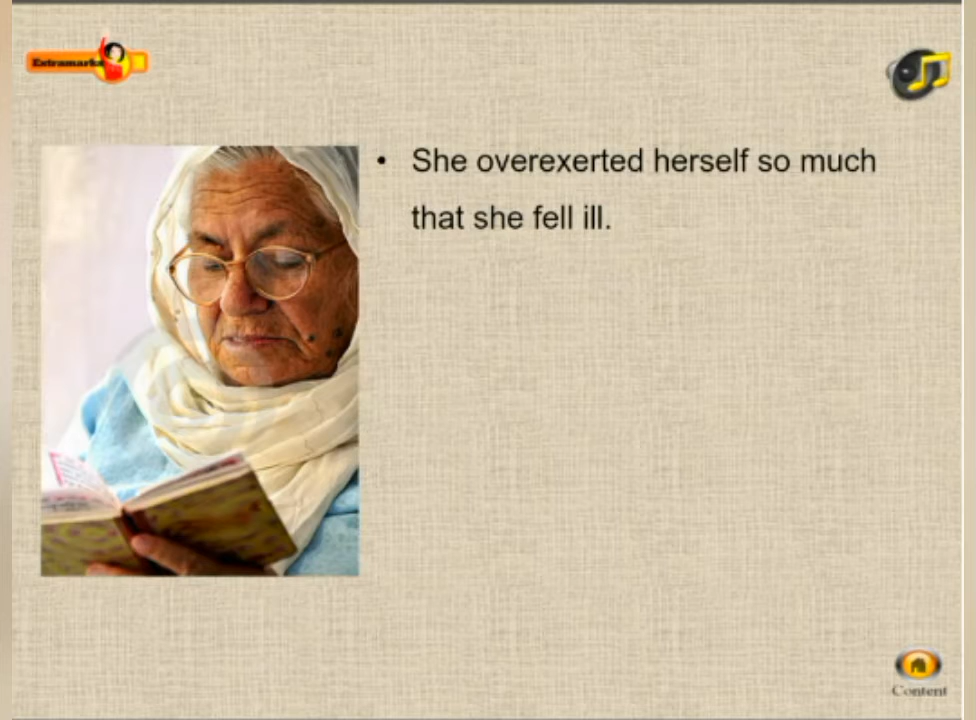 Extramarks
• She overexerted herself so much
that she fell ill.
Content